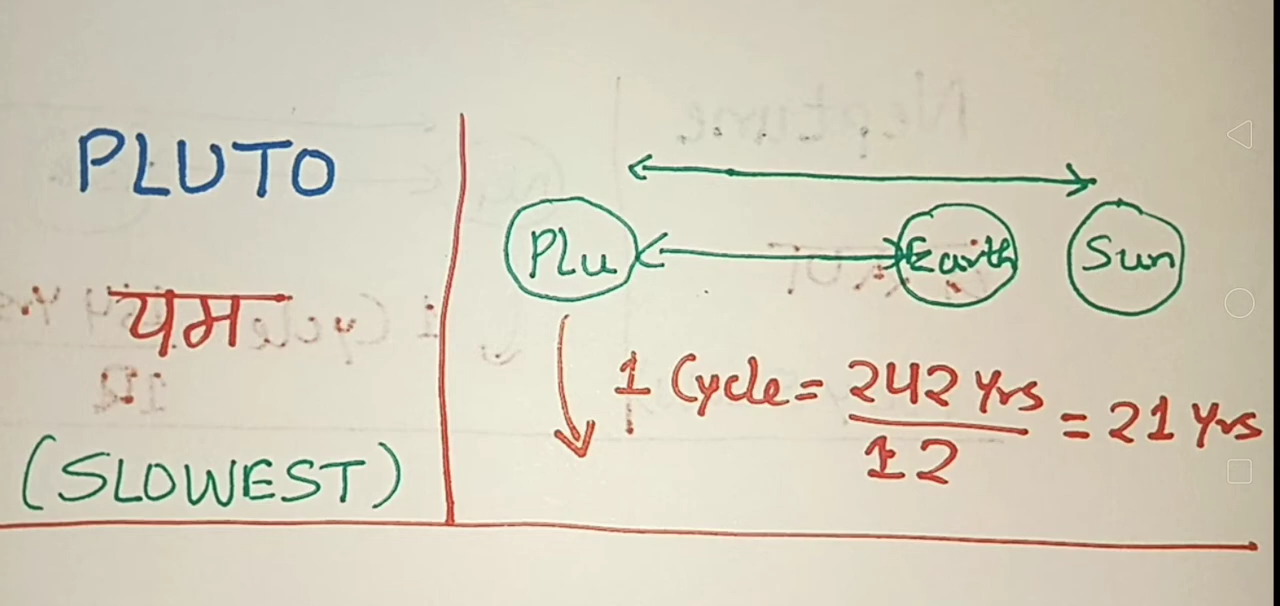 PLUTO
यम
(SLOWEST)
Plu Earth Sun
1 Cycle = 242 Yrs / 12 = 21 Yrs